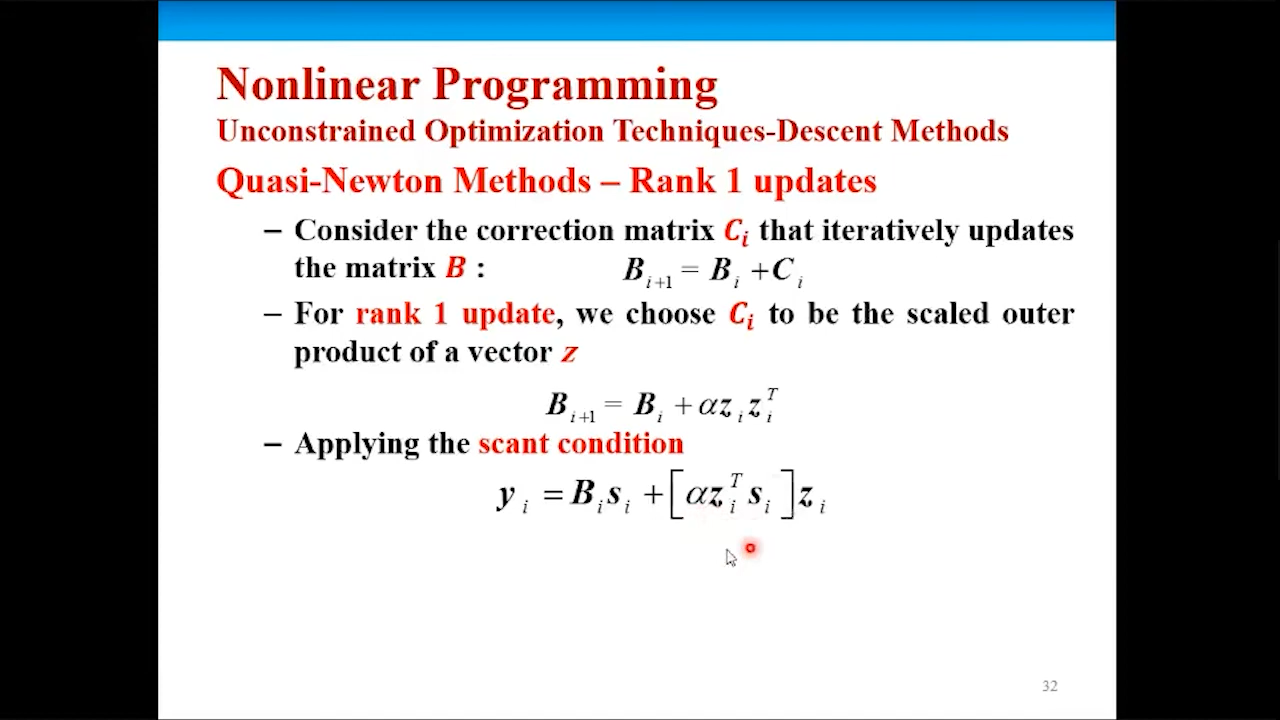 Nonlinear Programming
Unconstrained Optimization Techniques-Descent Methods
Quasi-Newton Methods – Rank 1 updates
– Consider the correction matrix C_i that iteratively updates
the matrix B : B_{i+1} = B_i + C_i
– For rank 1 update, we choose C_i to be the scaled outer
product of a vector z
B_{i+1} = B_i + αz_i z_i^T
– Applying the scant condition
y_i = B_i s_i + [αz_i^T s_i] z_i
32